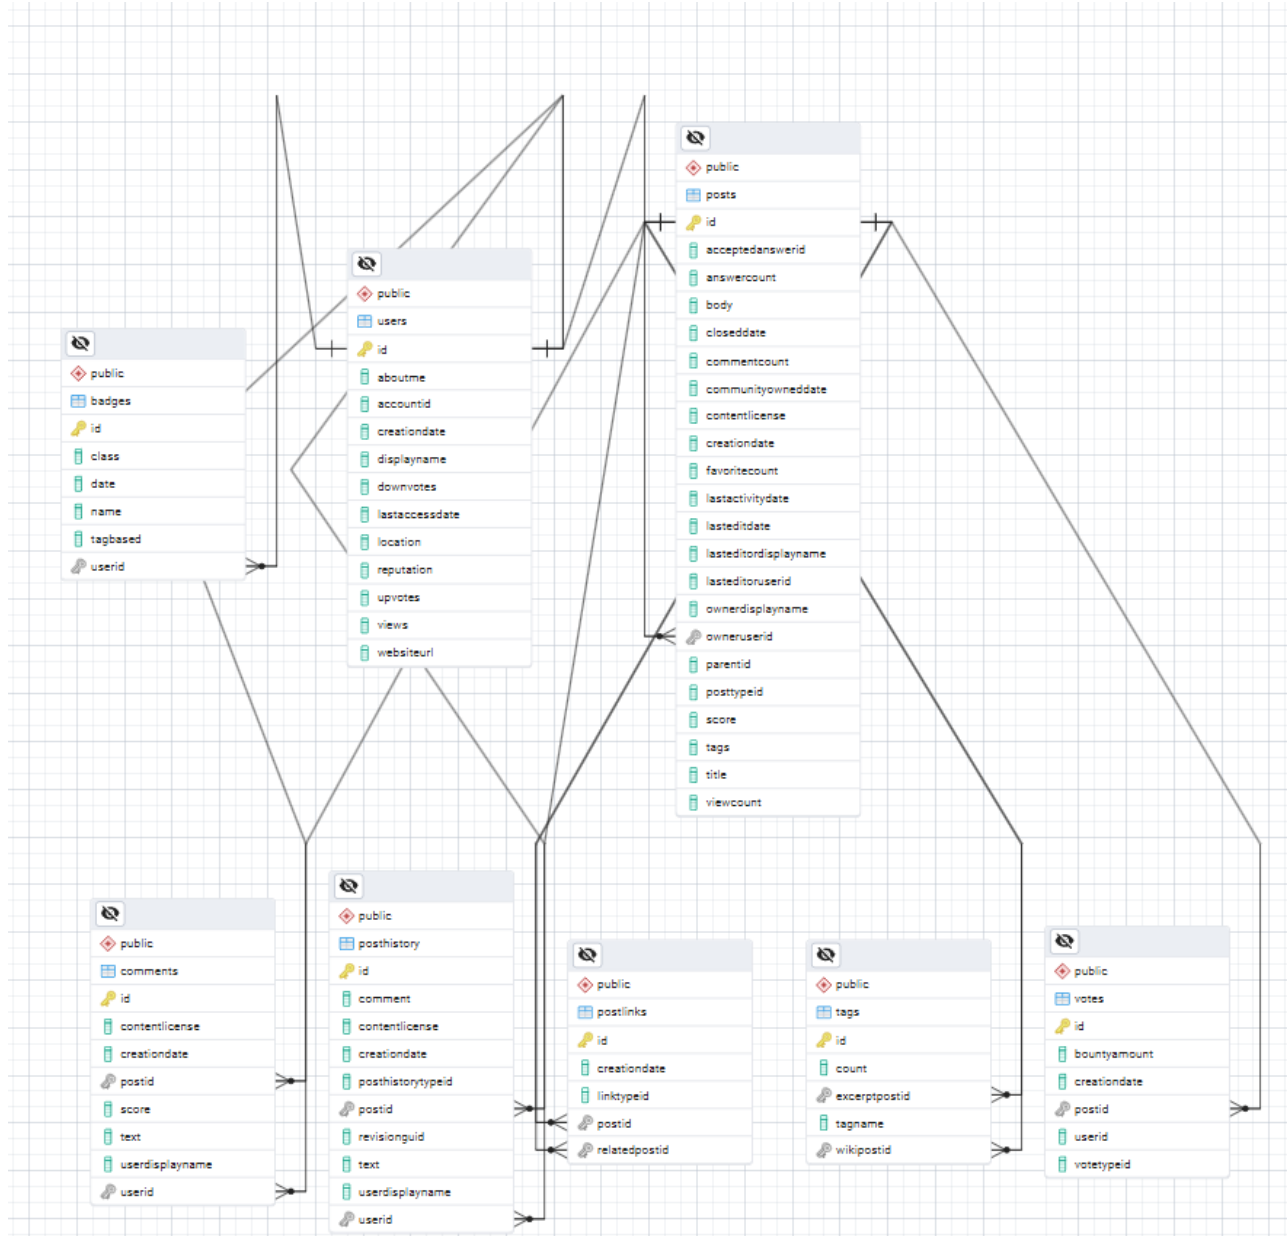 public
posts
id
acceptedanswerid
answercount
body
closeddate
commentcount
communityowneddate
contentlicense
creationdate
favoritecount
lastactivitydate
lasteditdate
lasteditordisplayname
lasteditoruserid
ownerdisplayname
owneruserid
parentid
posttypeid
score
tags
title
viewcount
public
users
id
aboutme
accountid
creationdate
displayname
downvotes
lastaccessdate
location
reputation
upvotes
views
websiteurl
public
badges
id
class
date
name
tagbased
userid
public
comments
id
contentlicense
creationdate
postid
score
text
userdisplayname
userid
public
posthistory
id
comment
contentlicense
creationdate
posthistorytypeid
postid
revisionguid
text
userdisplayname
userid
public
postlinks
id
creationdate
linktypeid
postid
relatedpostid
public
tags
id
count
excerptpostid
tagname
wikipostid
public
votes
id
bountyamount
creationdate
postid
userid
votetypeid